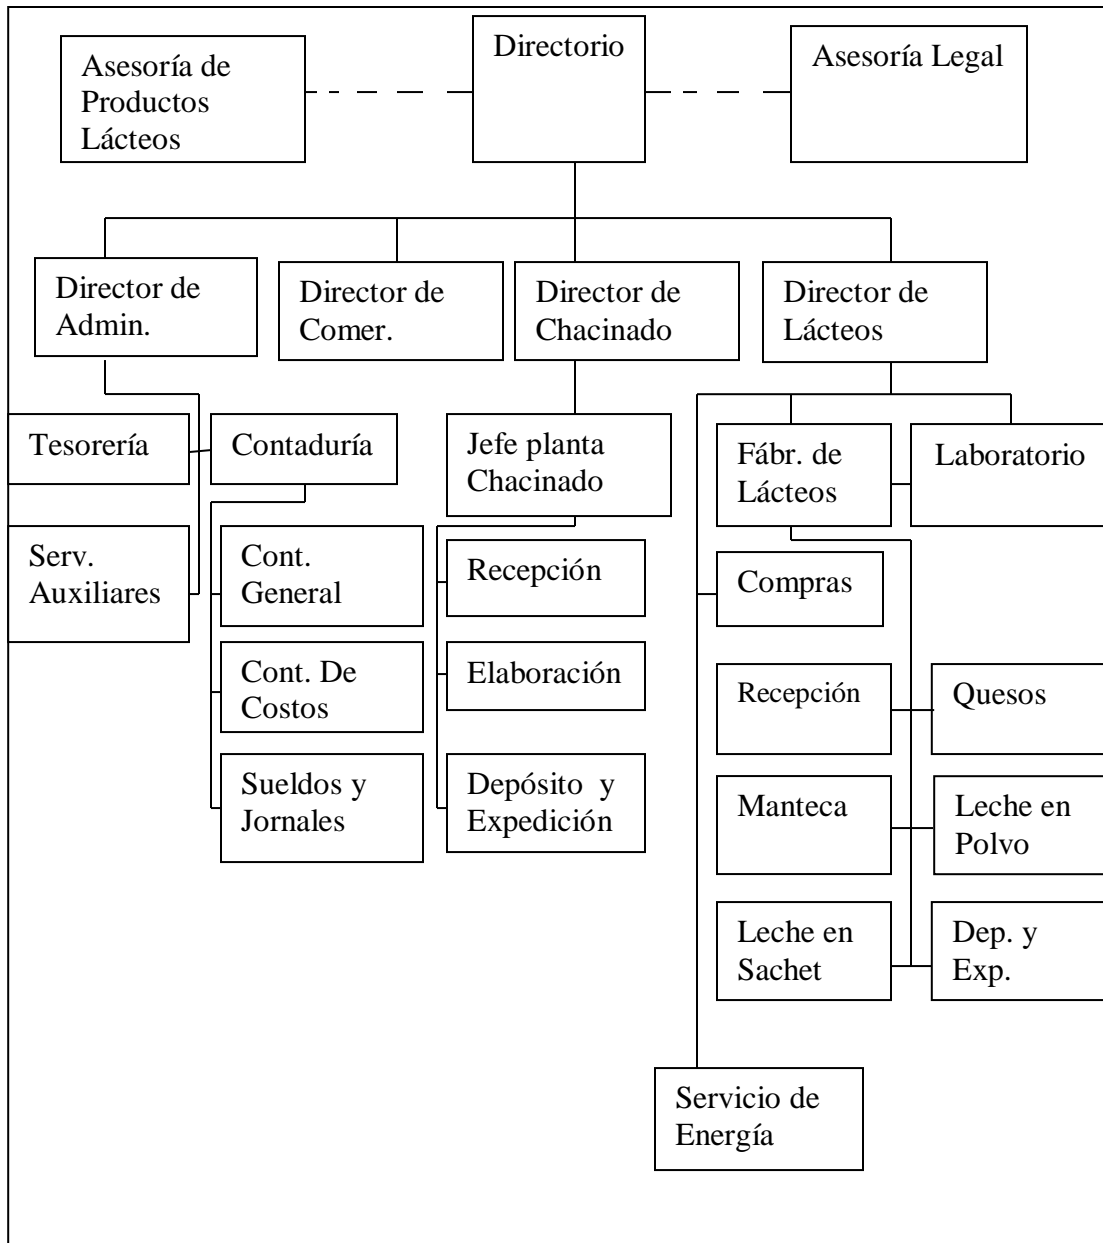 Asesoría de
Productos
Lácteos
Directorio
Asesoría Legal
Director de
Admin.
Director de
Comer.
Director de
Chacinado
Director de
Lácteos
Tesorería
Contaduría
Jefe planta
Chacinado
Fábr. de
Lácteos
Laboratorio
Serv.
Auxiliares
Cont.
General
Recepción
Compras
Cont. De
Costos
Elaboración
Recepción
Quesos
Sueldos y
Jornales
Depósito y
Expedición
Manteca
Leche en
Polvo
Leche en
Sachet
Dep. y
Exp.
Servicio de
Energía